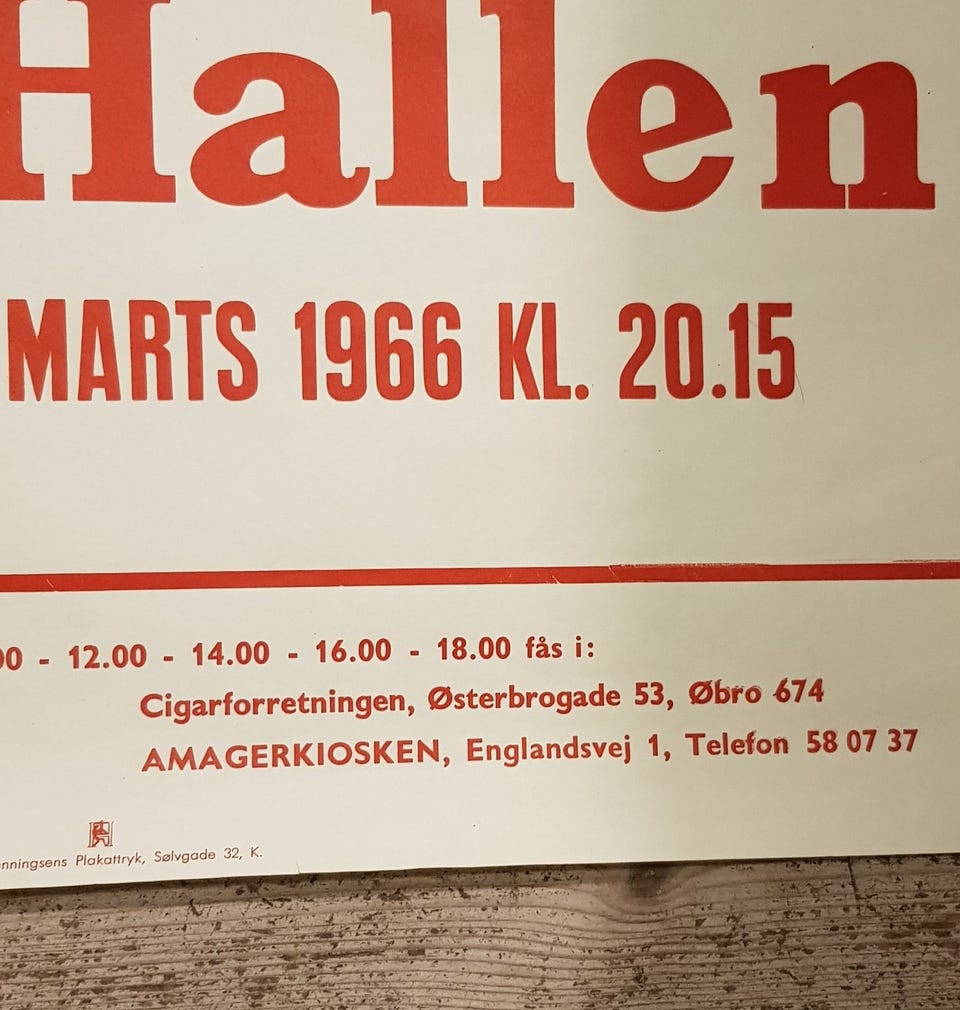 Hallen
MARTS 1966 KL. 20.15
00 - 12.00 - 14.00 - 16.00 - 18.00 fås i:
Cigarforretningen, Østerbrogade 53, Øbro 674
AMAGERKIOSKEN, Englandsvej 1, Telefon 58 07 37
nningsens Plakattryk, Sølvgade 32, K.